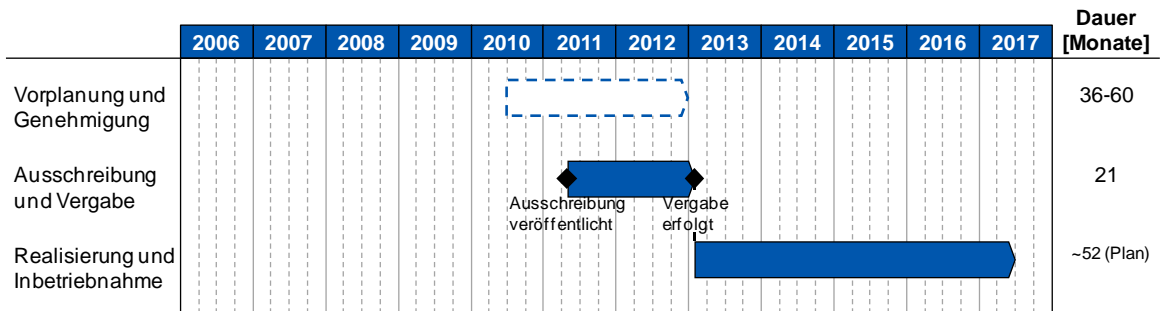 Dauer
[Monate]
2006 2007 2008 2009 2010 2011 2012 2013 2014 2015 2016 2017
Vorplanung und
Genehmigung
36-60
Ausschreibung
und Vergabe
21
Ausschreibung
veröffentlicht
Vergabe
erfolgt
Realisierung und
Inbetriebnahme
~52 (Plan)